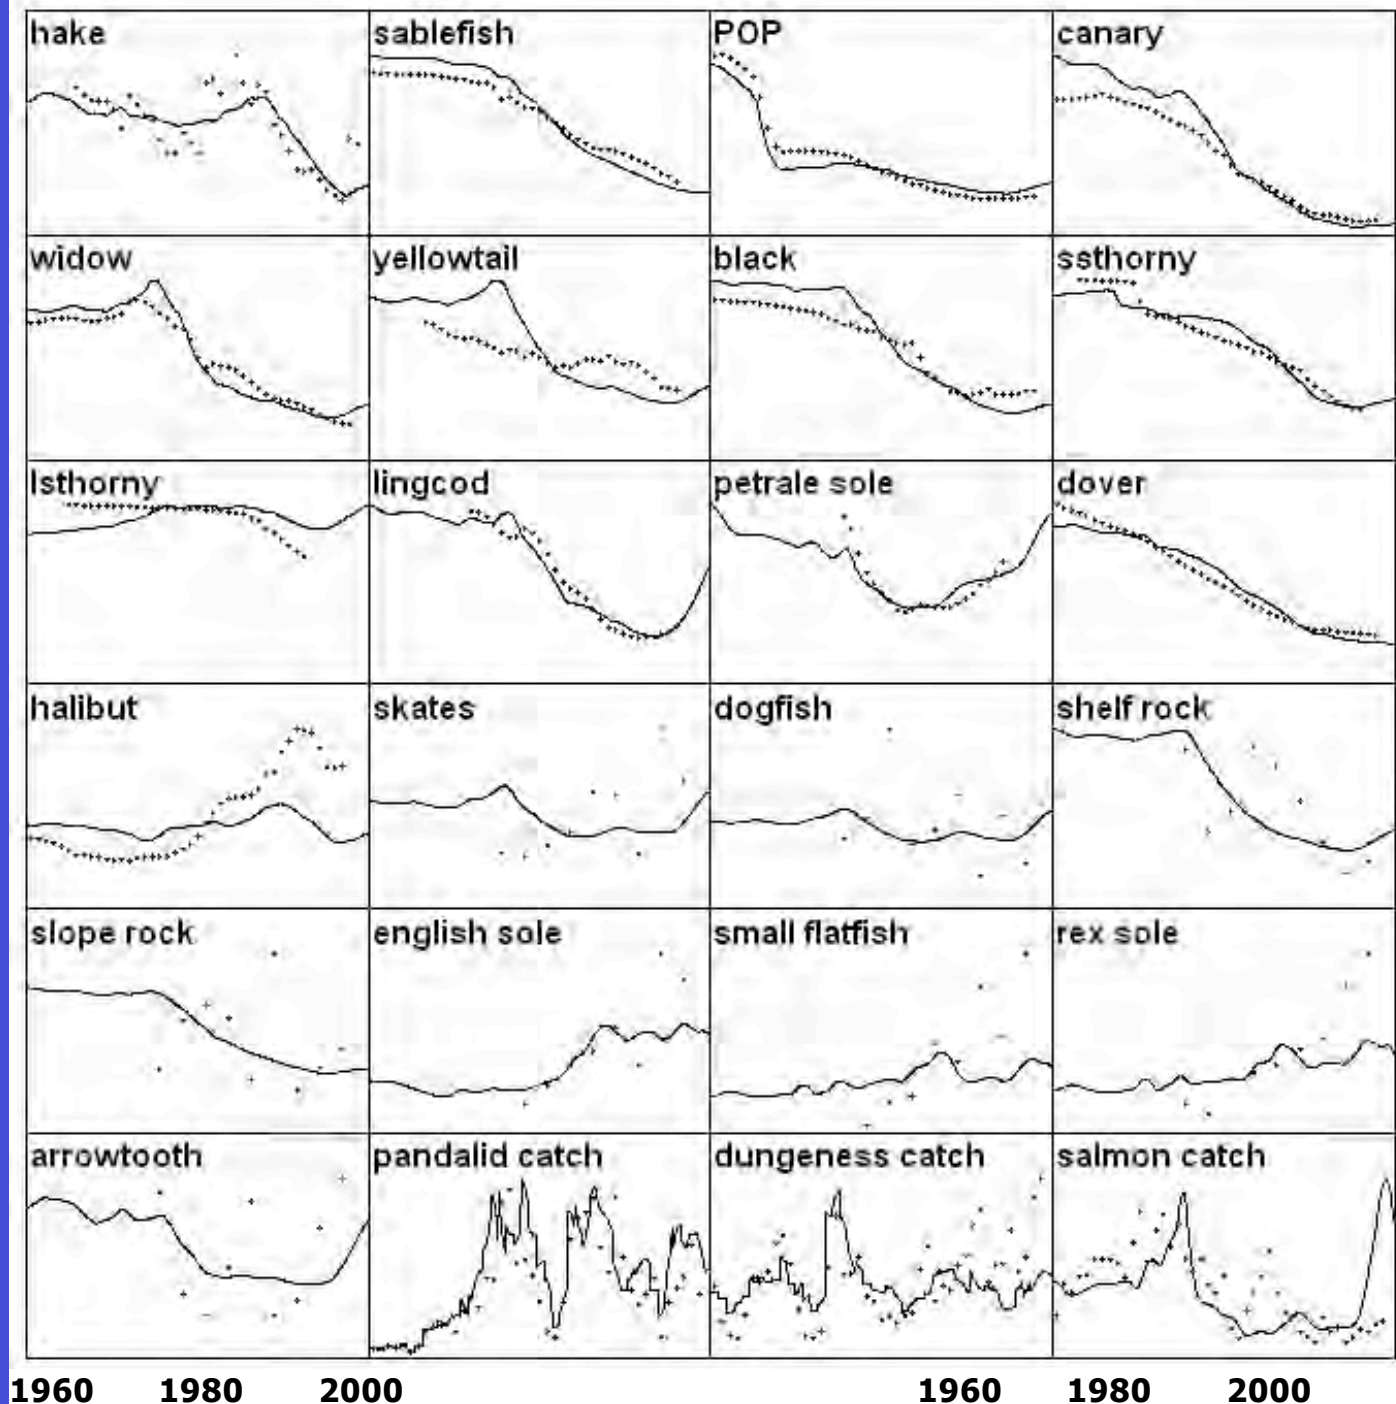 hake sablefish POP canary
widow yellowtail black ssthorny
lsthorny lingcod petrale sole dover
halibut skates dogfish shelf rock
slope rock english sole small flatfish rex sole
arrowtooth pandalid catch dungeness catch salmon catch
1960 1980 2000 1960 1980 2000